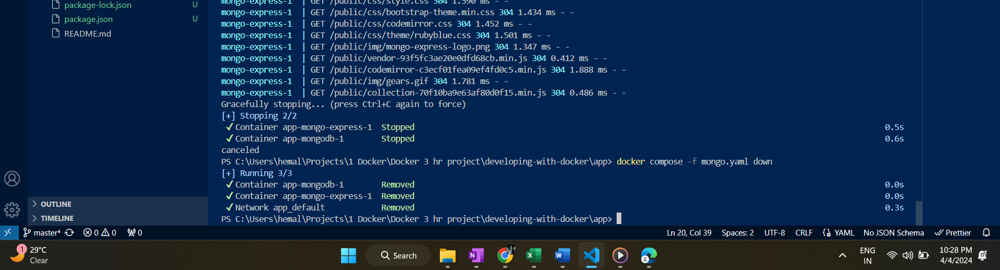 package-lock.json U
package.json U
README.md
OUTLINE
TIMELINE
mongo-express-1 | GET /public/css/style.css 304 1.590 ms - -
mongo-express-1 | GET /public/css/bootstrap-theme.min.css 304 1.434 ms - -
mongo-express-1 | GET /public/css/codemirror.css 304 1.452 ms - -
mongo-express-1 | GET /public/css/theme/rubyblue.css 304 1.501 ms - -
mongo-express-1 | GET /public/img/mongo-express-logo.png 304 1.347 ms - -
mongo-express-1 | GET /public/vendor-93f5fc3ae20e0dfd68cb.min.js 304 0.412 ms - -
mongo-express-1 | GET /public/codemirror-c3ecf01fea09ef4fd0c5.min.js 304 1.888 ms - -
mongo-express-1 | GET /public/img/gears.gif 304 1.781 ms - -
mongo-express-1 | GET /public/collection-70f10ba9e63af80d0f15.min.js 304 0.486 ms - -
Gracefully stopping... (press Ctrl+C again to force)
[+] Stopping 2/2
✔ Container app-mongo-express-1 Stopped 0.5s
✔ Container app-mongodb-1 Stopped 0.6s
canceled
PS C:\Users\hemal\Projects\1 Docker\Docker 3 hr project\developing-with-docker\app> docker compose -f mongo.yaml down
[+] Running 3/3
✔ Container app-mongodb-1 Removed 0.0s
✔ Container app-mongo-express-1 Removed 0.0s
✔ Network app_default Removed 0.3s
PS C:\Users\hemal\Projects\1 Docker\Docker 3 hr project\developing-with-docker\app>
master* 0 0 0 Ln 20, Col 39 Spaces: 2 UTF-8 CRLF YAML No JSON Schema Prettier
1 29°C
Clear
Search
ENG
IN
10:28 PM
4/4/2024